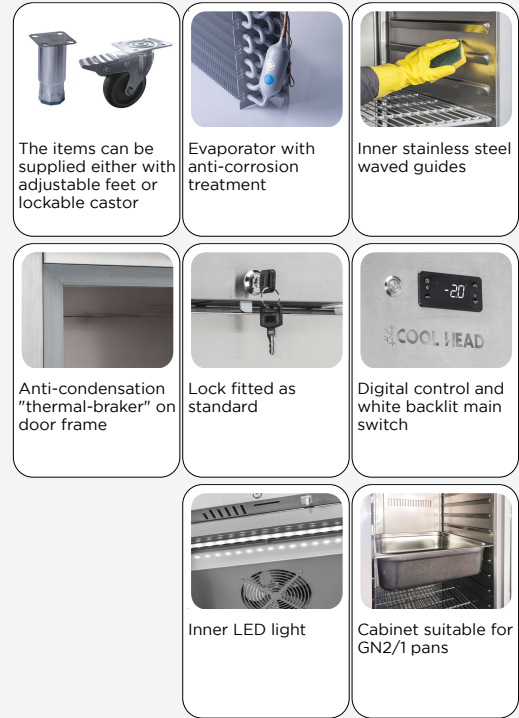 The items can be
supplied either with
adjustable feet or
lockable castor
Evaporator with
anti-corrosion
treatment
Inner stainless steel
waved guides
Anti-condensation
"thermal-braker" on
door frame
Lock fitted as
standard
-2.0
COOL HEAD
Digital control and
white backlit main
switch
Inner LED light
Cabinet suitable for
GN2/1 pans